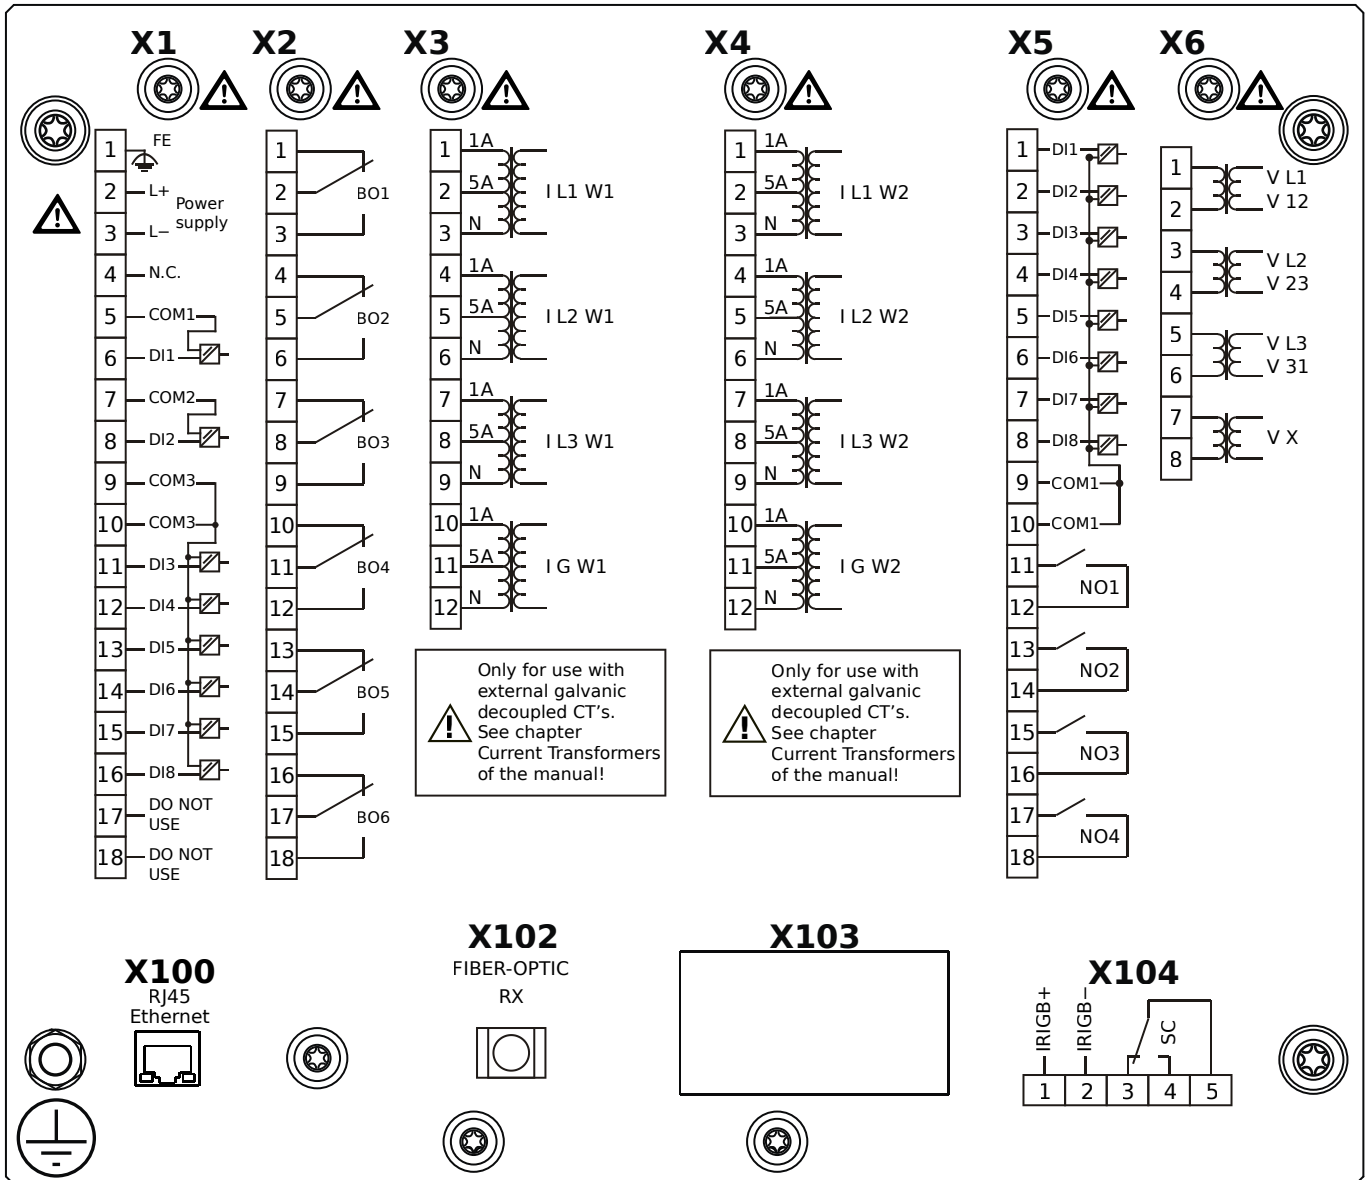 X1
1 FE
2 L+
Power
supply
3 L−
4 N.C.
5 COM1
6 DI1
7 COM2
8 DI2
9 COM3
10 COM3
11 DI3
12 DI4
13 DI5
14 DI6
15 DI7
16 DI8
17 DO NOT
USE
18 DO NOT
USE
X2
1
2 BO1
3
4
5 BO2
6
7
8 BO3
9
10
11 BO4
12
13
14 BO5
15
16
17 BO6
18
X3
1 1A
2 5A I L1 W1
3 N
4 1A
5 5A I L2 W1
6 N
7 1A
8 5A I L3 W1
9 N
10 1A
11 5A I G W1
12 N
Only for use with
external galvanic
decoupled CT's.
See chapter
Current Transformers
of the manual!
X4
1 1A
2 5A I L1 W2
3 N
4 1A
5 5A I L2 W2
6 N
7 1A
8 5A I L3 W2
9 N
10 1A
11 5A I G W2
12 N
Only for use with
external galvanic
decoupled CT's.
See chapter
Current Transformers
of the manual!
X5
1 DI1
2 DI2
3 DI3
4 DI4
5 DI5
6 DI6
7 DI7
8 DI8
9 COM1
10 COM1
11
NO1
12
13
NO2
14
15
NO3
16
17
NO4
18
X6
1
V L1
V 12
2
3
V L2
V 23
4
5
V L3
V 31
6
7
V X
8
X100
RJ45
Ethernet
X102
FIBER-OPTIC
RX
X103
X104
IRIGB+
IRIGB−
SC
1 2 3 4 5